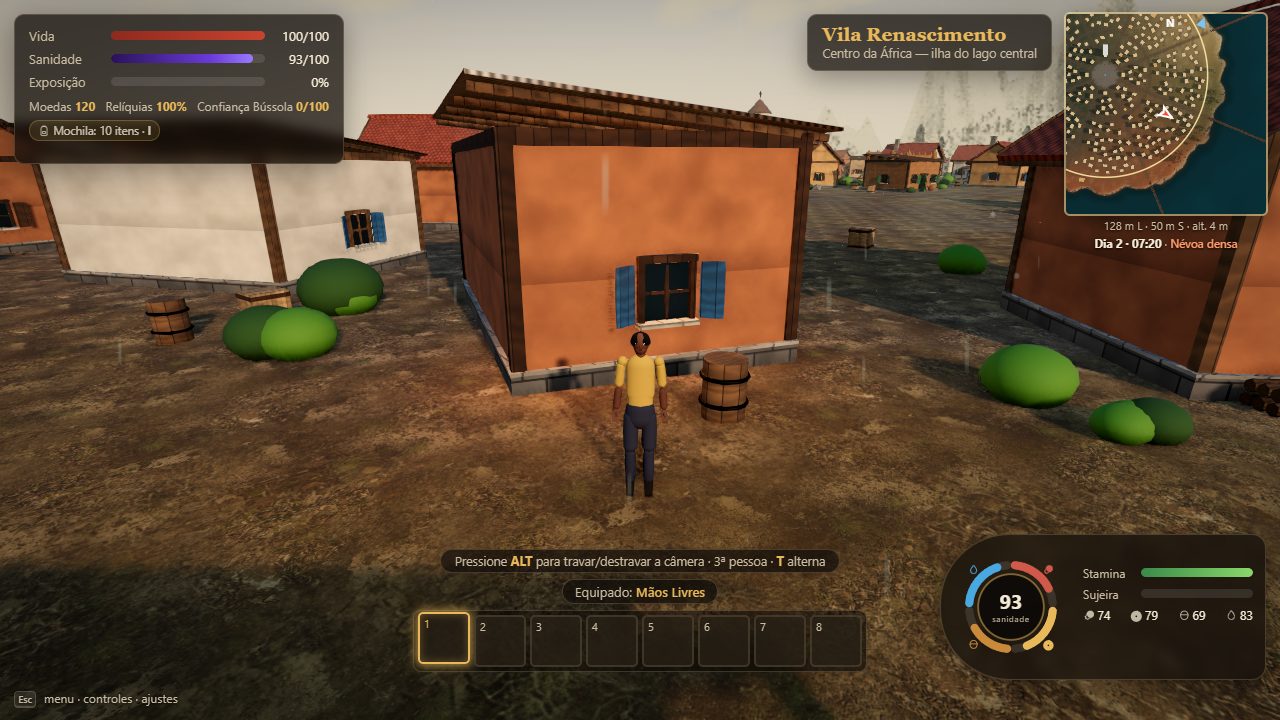 Vida 100/100
Sanidade 93/100
Exposição 0%
Moedas 120 Relíquias 100% Confiança Bússola 0/100
Mochila: 10 itens · I
Vila Renascimento
Centro da África — ilha do lago central
N
128 m L · 50 m S · alt. 4 m
Dia 2 · 07:20 · Névoa densa
Pressione ALT para travar/destravar a câmera · 3ª pessoa · T alterna
Equipado: Mãos Livres
1 2 3 4 5 6 7 8
93
sanidade
Stamina
Sujeira
74 79 69 83
Esc menu · controles · ajustes